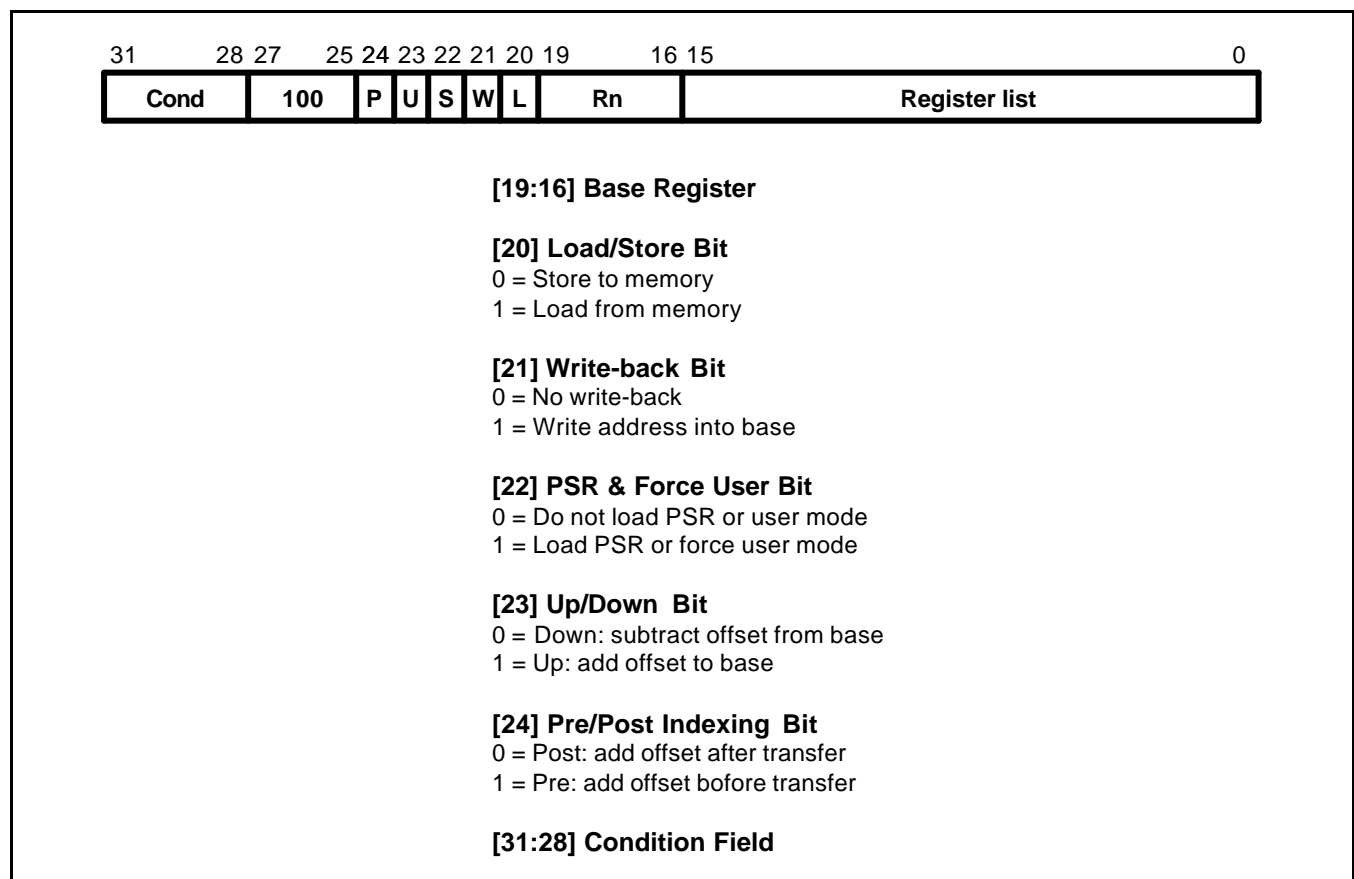 31 28 27 25 24 23 22 21 20 19 16 15 0
Cond 100 P U S W L Rn Register list
[19:16] Base Register
[20] Load/Store Bit
0 = Store to memory
1 = Load from memory
[21] Write-back Bit
0 = No write-back
1 = Write address into base
[22] PSR & Force User Bit
0 = Do not load PSR or user mode
1 = Load PSR or force user mode
[23] Up/Down Bit
0 = Down: subtract offset from base
1 = Up: add offset to base
[24] Pre/Post Indexing Bit
0 = Post: add offset after transfer
1 = Pre: add offset bofore transfer
[31:28] Condition Field